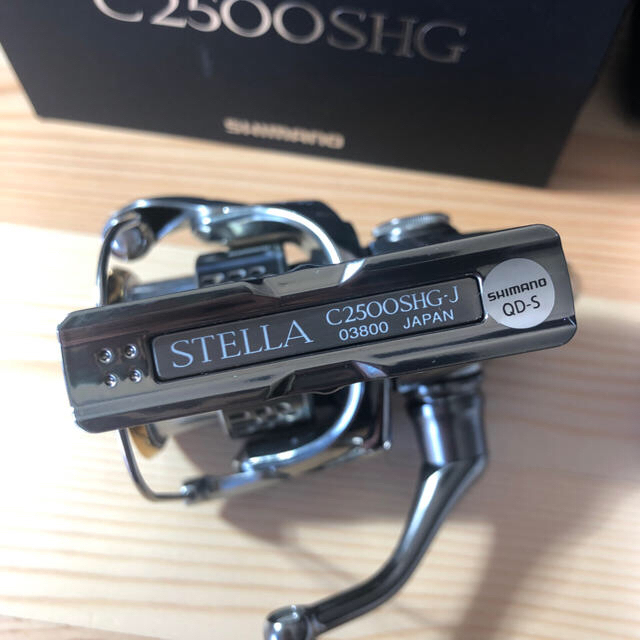 C2500SHG
SHIMANO
STELLA
C2500SHG-J
03800 JAPAN
SHIMANO
QD-S